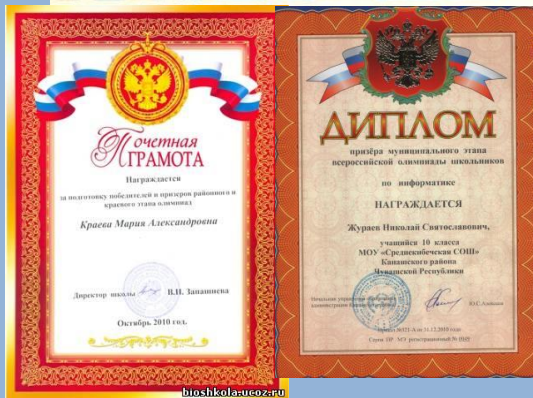 Почетная
ГРАМОТА
Награждается
за подготовку победителей и призеров районного и
краевого этапа олимпиад
Краева Мария Александровна
Директор школы В.Н.
Октябрь 2010 год.
ДИПЛОМ
призёра муниципального этапа
всероссийской олимпиады школьников
по информатике
НАГРАЖДАЕТСЯ
Жураев Николай Святославович,
учащийся 10 класса
МОУ «Среднекибечская СОШ»
Канашского района
Чувашской Республики
bioshkola.ucoz.ru